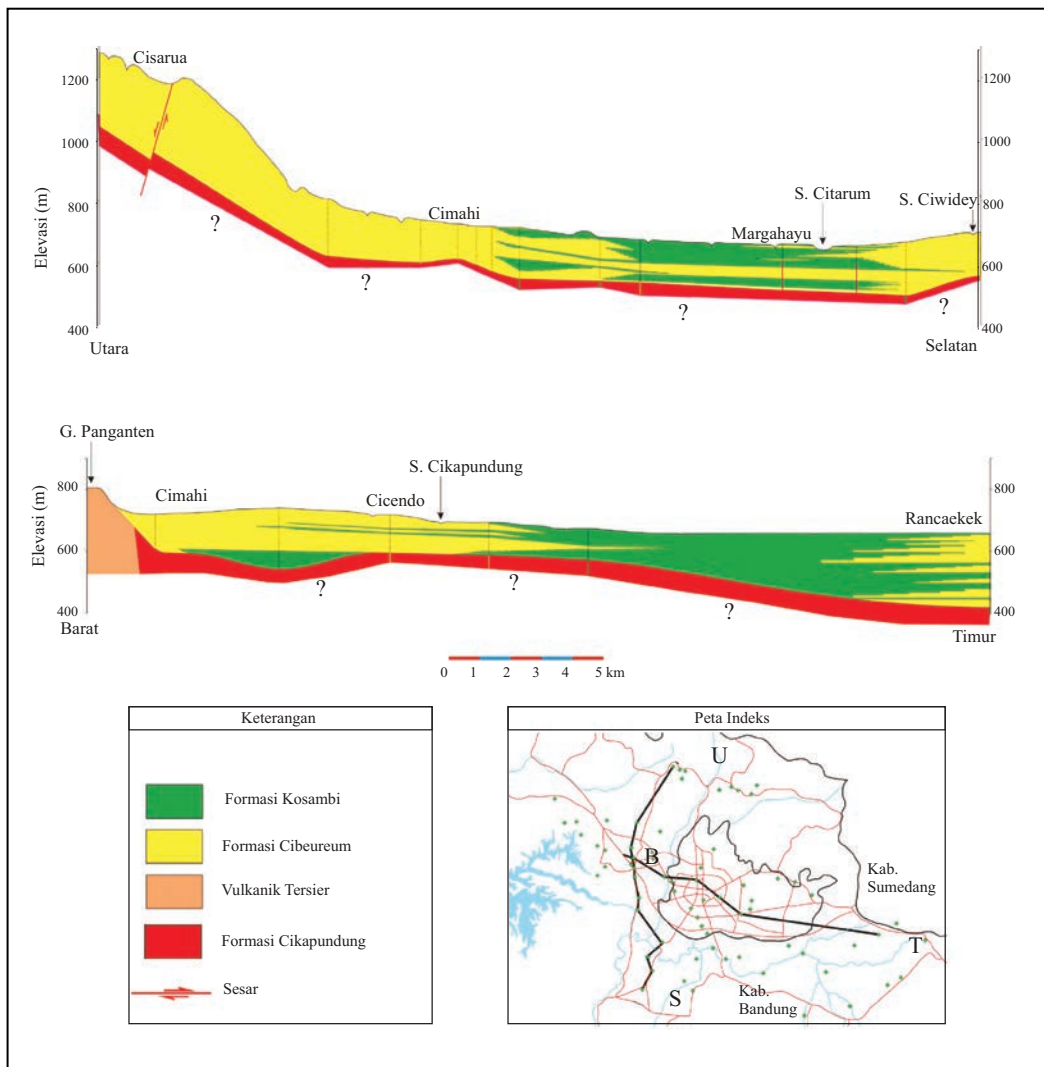 Cisarua
1200
1000
800
600
400
Elevasi (m)
Utara
?
?
Cimahi
S. Citarum
Margahayu
S. Ciwidey
?
?
1200
1000
800
600
400
Selatan
G. Panganten
800
600
400
Elevasi (m)
Barat
Cimahi
Cicendo
S. Cikapundung
Rancaekek
?
?
?
800
600
400
Timur
0 1 2 3 4 5 km
Keterangan
Formasi Kosambi
Formasi Cibeureum
Vulkanik Tersier
Formasi Cikapundung
Sesar
Peta Indeks
U
B
Kab.
Sumedang
T
S
Kab.
Bandung